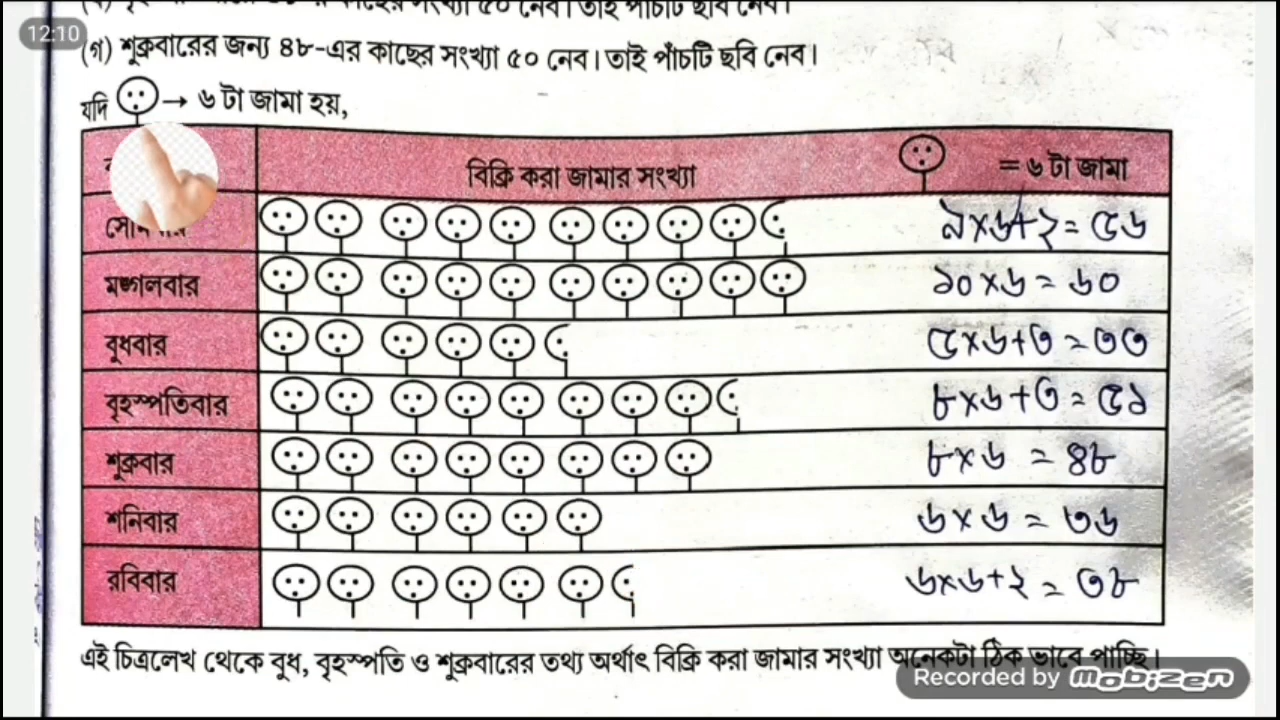 12:10
(গ) শুক্রবারের জন্য ৪৮-এর কাছের সংখ্যা ৫০ নেব। তাই পাঁচটি ছবি নেব।
যদি → ৬ টা জামা হয়,
বিক্রি করা জামার সংখ্যা = ৬ টা জামা
৯×৬+২= ৫৬
মঙ্গলবার ১০×৬ = ৬০
বুধবার ৫×৬+৩ = ৩৩
বৃহস্পতিবার ৮×৬+৩ = ৫১
শুক্রবার ৮×৬ = ৪৮
শনিবার ৬×৬ = ৩৬
রবিবার ৬×৬+২ = ৩৮
এই চিত্রলেখ থেকে বুধ, বৃহস্পতি ও শুক্রবারের তথ্য অর্থাৎ বিক্রি করা জামার সংখ্যা অনেকটা ঠিক ভাবে পাচ্ছি।
Recorded by mobizen